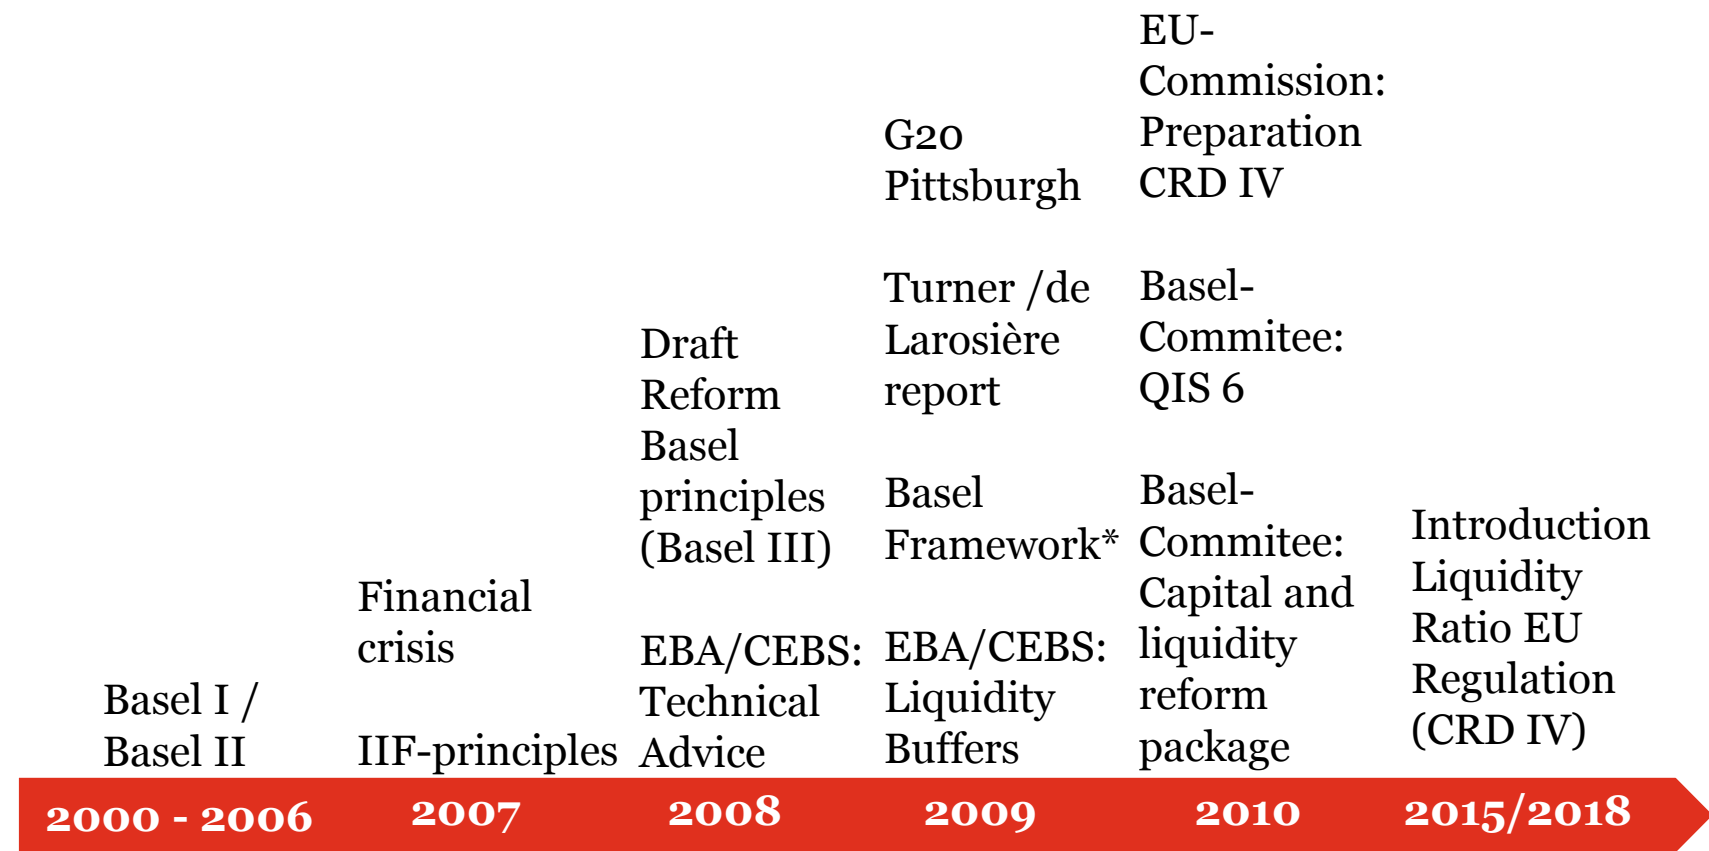 Basel I /
Basel II
2000 - 2006
Financial
crisis
IIF-principles
2007
Draft
Reform
Basel
principles
(Basel III)
EBA/CEBS:
Technical
Advice
2008
G20
Pittsburgh
Turner /de
Larosière
report
Basel
Framework*
EBA/CEBS:
Liquidity
Buffers
2009
EU-
Commission:
Preparation
CRD IV
Basel-
Commitee:
QIS 6
Basel-
Commitee:
Capital and
liquidity
reform
package
2010
Introduction
Liquidity
Ratio EU
Regulation
(CRD IV)
2015/2018